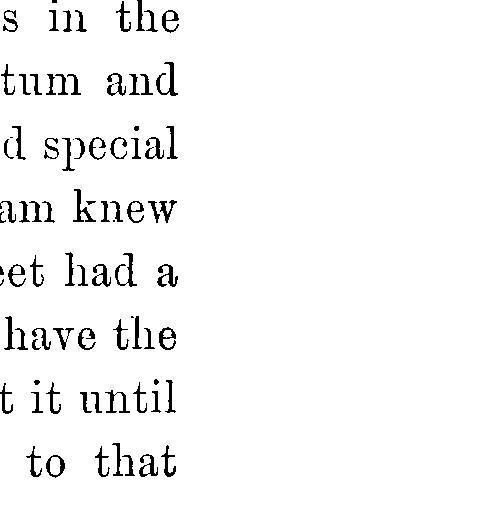 s in the
tum and
d special
am knew
eet had a
have the
t it until
to that